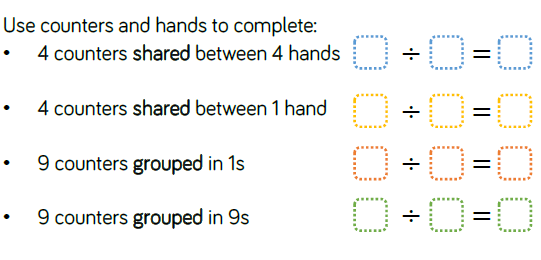 Use counters and hands to complete:
• 4 counters shared between 4 hands ÷ =
• 4 counters shared between 1 hand ÷ =
• 9 counters grouped in 1s ÷ =
• 9 counters grouped in 9s ÷ =